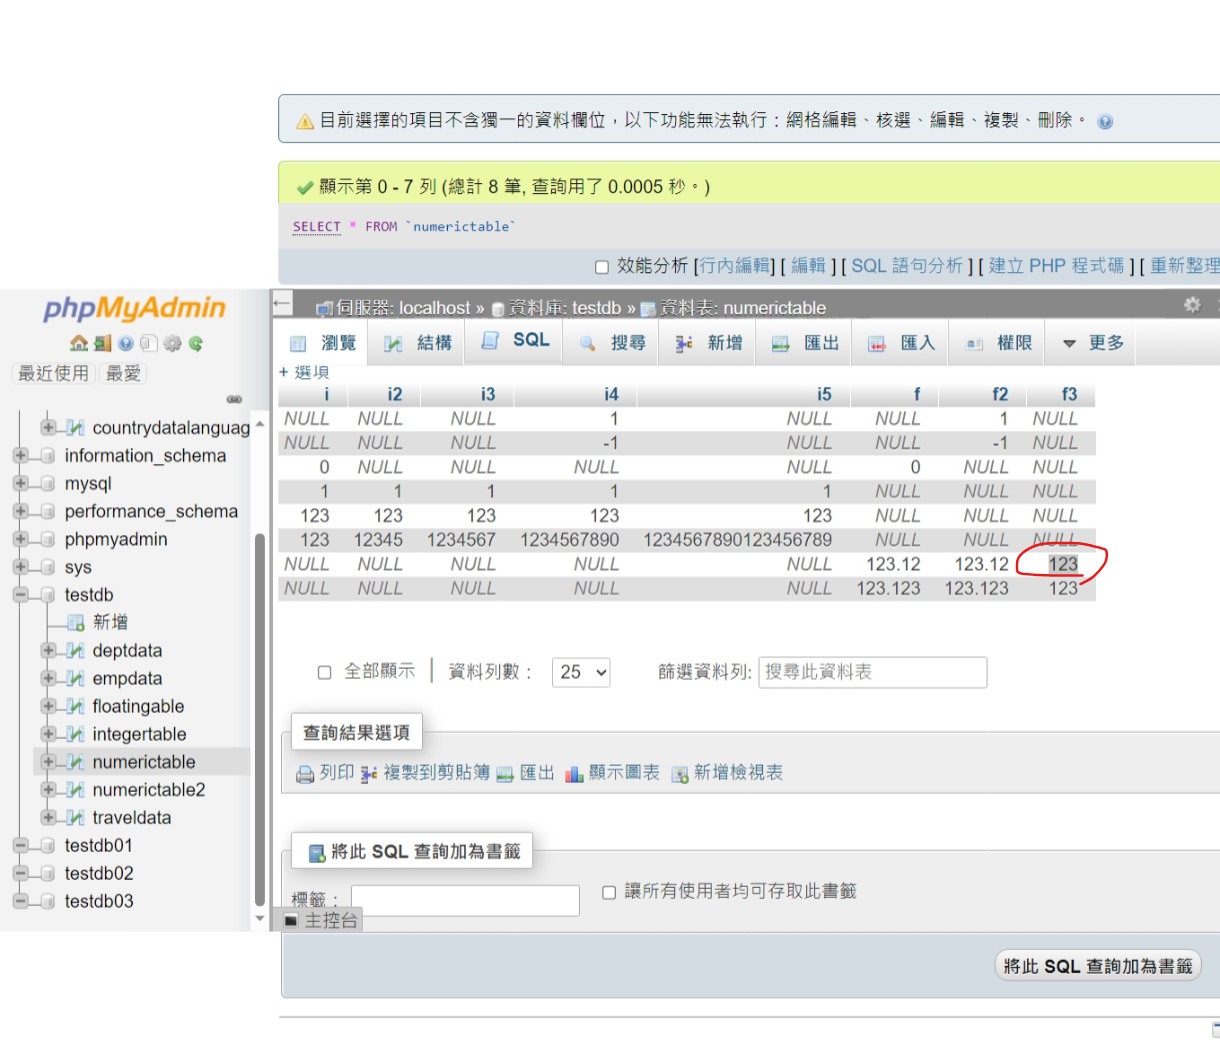 目前選擇的項目不含獨一的資料欄位，以下功能無法執行：網格編輯、核選、編輯、複製、刪除。
顯示第 0 - 7 列 (總計 8 筆, 查詢用了 0.0005 秒。)
SELECT * FROM `numerictable`
效能分析 [行內編輯] [ 編輯 ] [ SQL 語句分析 ] [ 建立 PHP 程式碼 ] [ 重新整理
phpMyAdmin
最近使用 最愛
countrydatalanguag
information_schema
mysql
performance_schema
phpmyadmin
sys
testdb
新增
deptdata
empdata
floatingable
integertable
numerictable
numerictable2
traveldata
testdb01
testdb02
testdb03
伺服器: localhost » 資料庫: testdb » 資料表: numerictable
瀏覽 結構 SQL 搜尋 新增 匯出 匯入 權限 更多
+ 選項
i i2 i3 i4 i5 f f2 f3
NULL NULL NULL 1 NULL NULL 1 NULL
NULL NULL NULL -1 NULL NULL -1 NULL
0 NULL NULL NULL NULL 0 NULL NULL
1 1 1 1 1 NULL NULL NULL
123 123 123 123 123 NULL NULL NULL
123 12345 1234567 1234567890 1234567890123456789 NULL NULL NULL
NULL NULL NULL NULL NULL 123.12 123.12 123
NULL NULL NULL NULL NULL 123.123 123.123 123
全部顯示 | 資料列數： 25 篩選資料列: 搜尋此資料表
查詢結果選項
列印 複製到剪貼簿 匯出 顯示圖表 新增檢視表
將此 SQL 查詢加為書籤
標籤： 讓所有使用者均可存取此書籤
主控台
將此 SQL 查詢加為書籤